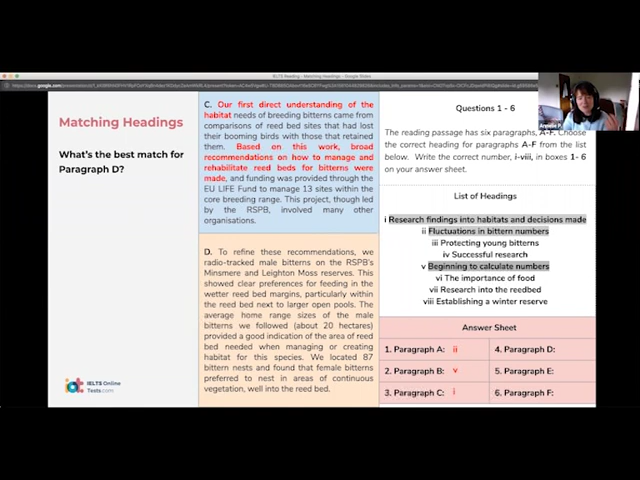 IELTS Reading - Matching Headings - Google Slides
Matching Headings
What's the best match for
Paragraph D?
IELTS Online
Tests.com
C. Our first direct understanding of the
habitat needs of breeding bitterns came from
comparisons of reed bed sites that had lost
their booming birds with those that retained
them. Based on this work, broad
recommendations on how to manage and
rehabilitate reed beds for bitterns were
made, and funding was provided through the
EU LIFE Fund to manage 13 sites within the
core breeding range. This project, though led
by the RSPB, involved many other
organisations.
D. To refine these recommendations, we
radio-tracked male bitterns on the RSPB's
Minsmere and Leighton Moss reserves. This
showed clear preferences for feeding in the
wetter reed bed margins, particularly within
the reed bed next to larger open pools. The
average home range sizes of the male
bitterns we followed (about 20 hectares)
provided a good indication of the area of reed
bed needed when managing or creating
habitat for this species. We located 87
bittern nests and found that female bitterns
preferred to nest in areas of continuous
vegetation, well into the reed bed.
Questions 1 - 6
The reading passage has six paragraphs, A-F. Choose
the correct heading for paragraphs A-F from the list
below. Write the correct number, i-viii, in boxes 1- 6
on your answer sheet.
List of Headings
i Research findings into habitats and decisions made
ii Fluctuations in bittern numbers
iii Protecting young bitterns
iv Successful research
v Beginning to calculate numbers
vi The importance of food
vii Research into the reedbed
viii Establishing a winter reserve
Answer Sheet
1. Paragraph A: ii
4. Paragraph D:
2. Paragraph B: v
5. Paragraph E:
3. Paragraph C: i
6. Paragraph F: